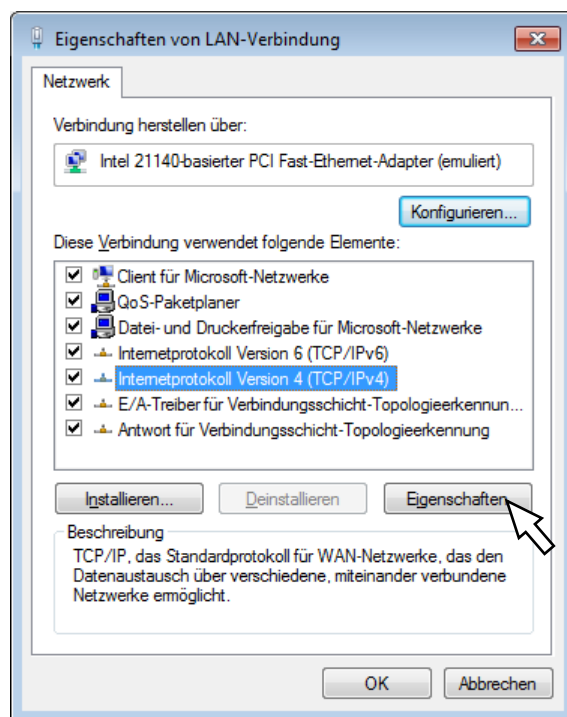 Eigenschaften von LAN-Verbindung
Netzwerk
Verbindung herstellen über:
Intel 21140-basierter PCI Fast-Ethernet-Adapter (emuliert)
Konfigurieren...
Diese Verbindung verwendet folgende Elemente:
Client für Microsoft-Netzwerke
QoS-Paketplaner
Datei- und Druckerfreigabe für Microsoft-Netzwerke
Internetprotokoll Version 6 (TCP/IPv6)
Internetprotokoll Version 4 (TCP/IPv4)
E/A-Treiber für Verbindungsschicht-Topologieerkennun...
Antwort für Verbindungsschicht-Topologieerkennung
Installieren...
Deinstallieren
Eigenschaften
Beschreibung
TCP/IP, das Standardprotokoll für WAN-Netzwerke, das den
Datenaustausch über verschiedene, miteinander verbundene
Netzwerke ermöglicht.
OK
Abbrechen